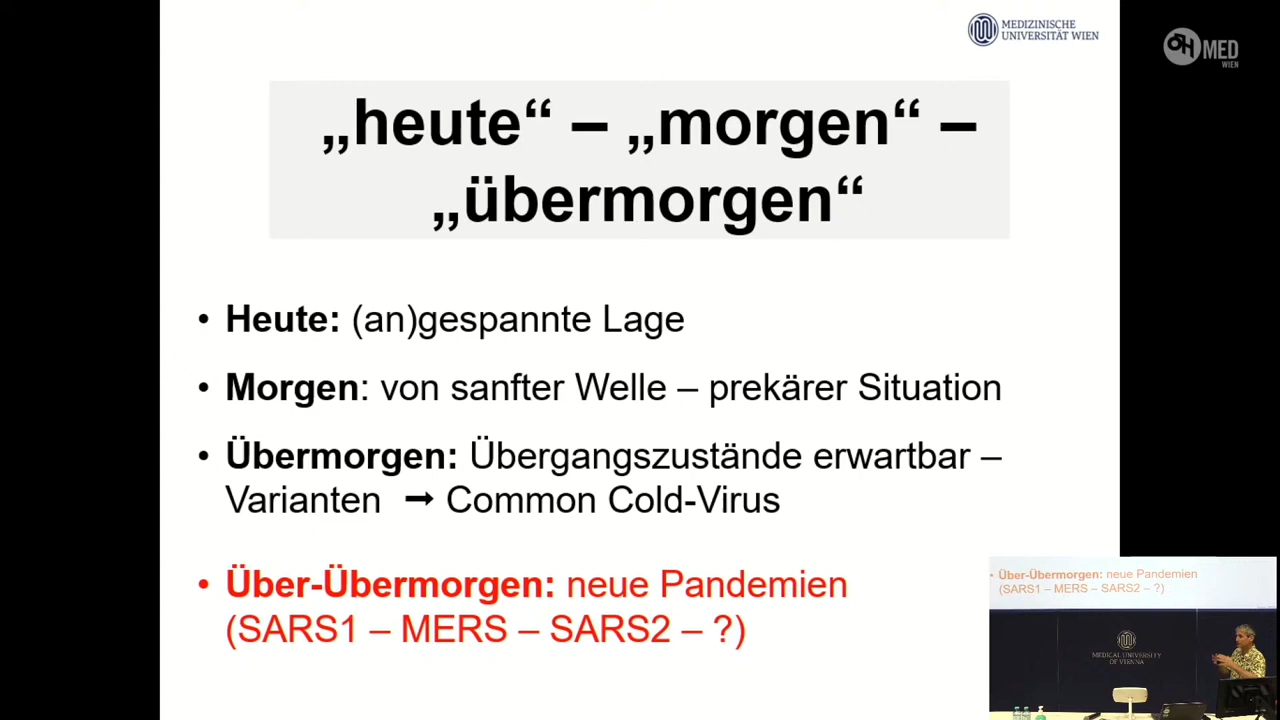 MEDIZINISCHE
UNIVERSITÄT WIEN
ÖH MED
WIEN
„heute“ – „morgen“ –
„übermorgen“
• Heute: (an)gespannte Lage
• Morgen: von sanfter Welle – prekärer Situation
• Übermorgen: Übergangszustände erwartbar –
Varianten ➞ Common Cold-Virus
• Über-Übermorgen: neue Pandemien
(SARS1 – MERS – SARS2 – ?)
• Über-Übermorgen: neue Pandemien
(SARS1 – MERS – SARS2 – ?)
MEDICAL UNIVERSITY
OF VIENNA